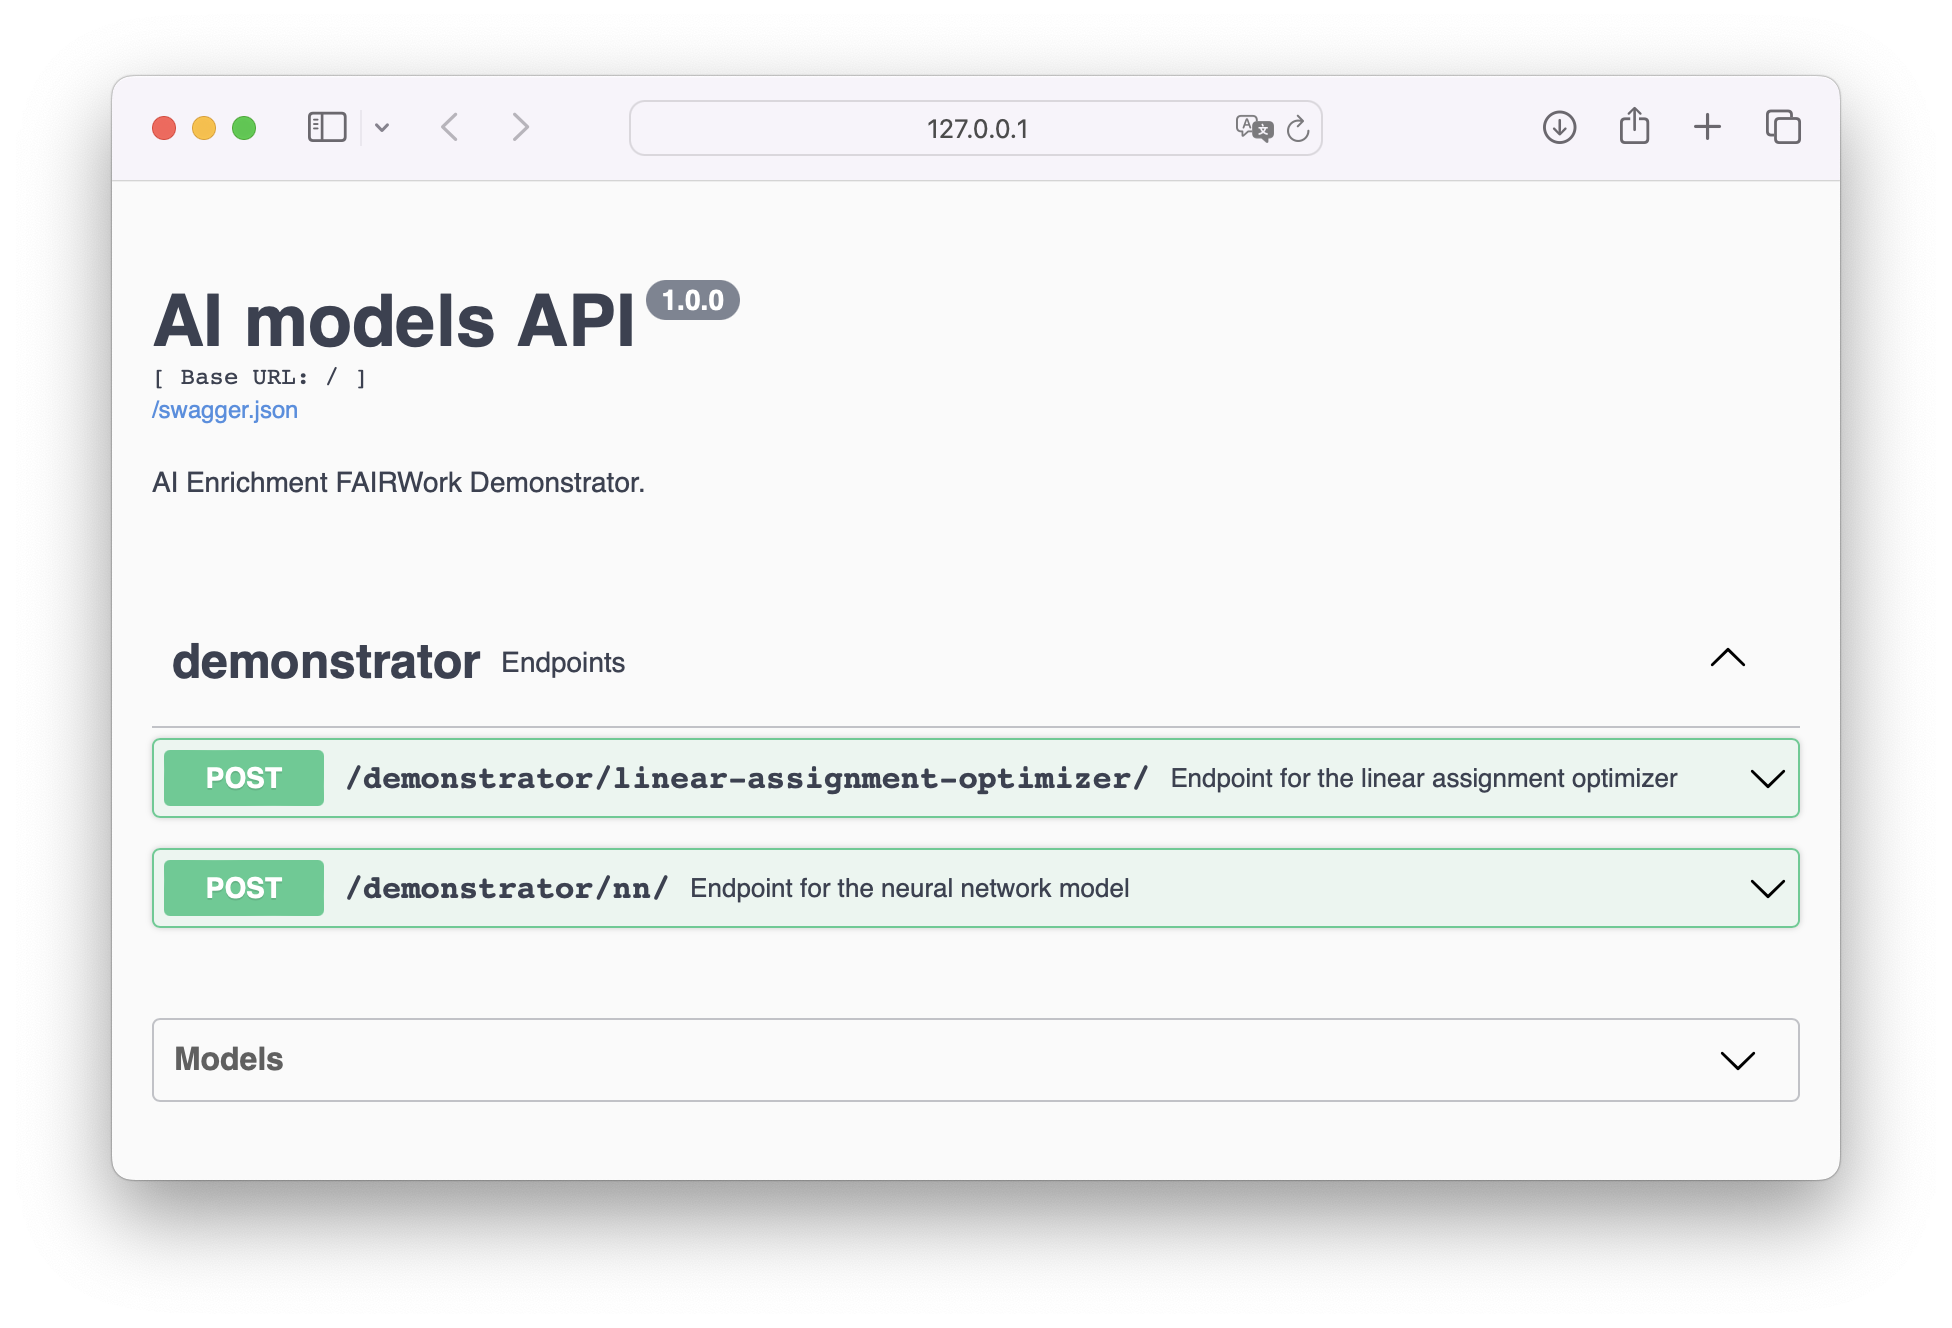 127.0.0.1
AI models API 1.0.0
[ Base URL: / ]
/swagger.json
AI Enrichment FAIRWork Demonstrator.
demonstrator Endpoints
POST /demonstrator/linear-assignment-optimizer/ Endpoint for the linear assignment optimizer
POST /demonstrator/nn/ Endpoint for the neural network model
Models